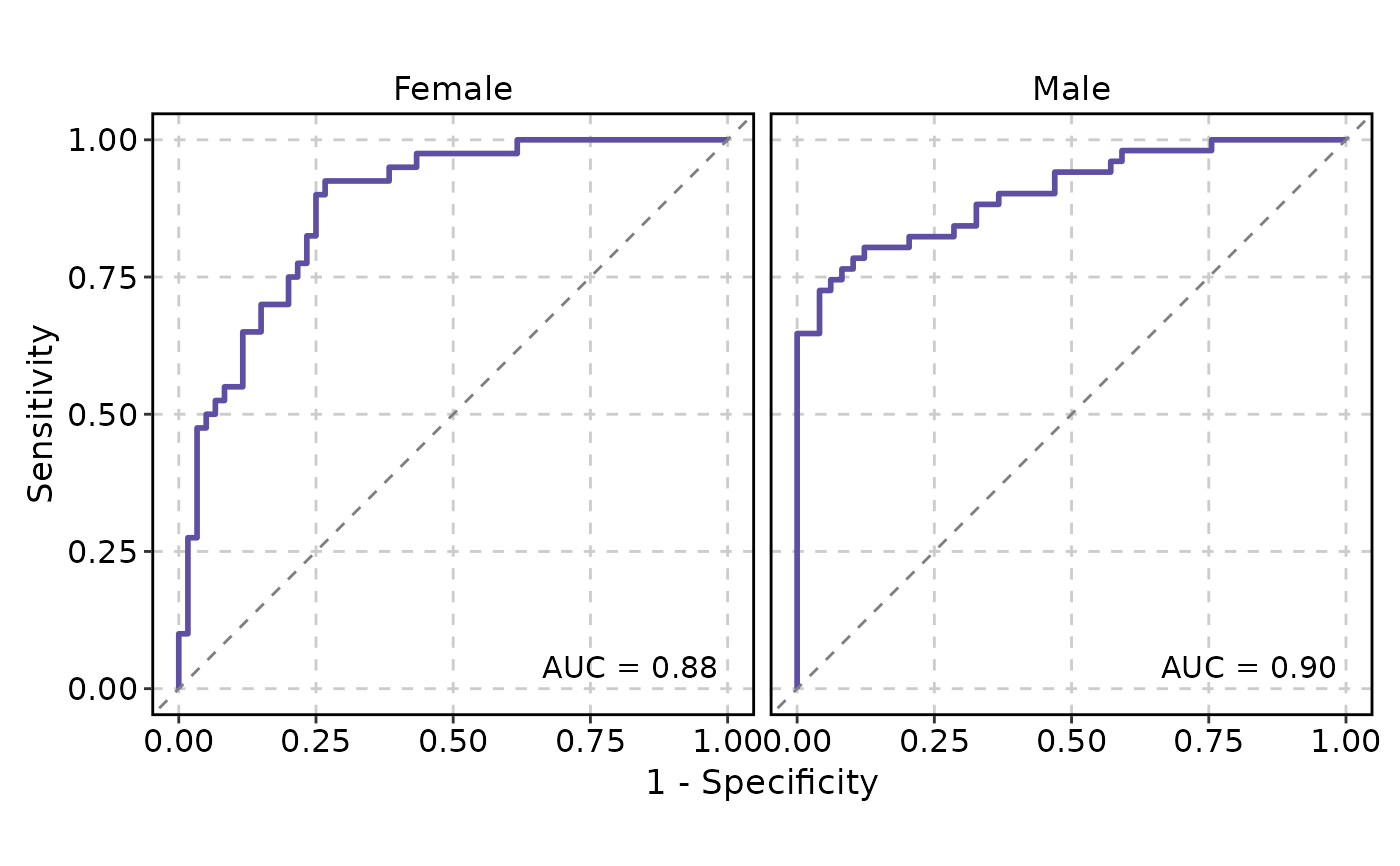 Female
Male
Sensitivity
1.00
0.75
0.50
0.25
0.00
AUC = 0.88
AUC = 0.90
0.00 0.25 0.50 0.75 1.00
0.00 0.25 0.50 0.75 1.00
1 - Specificity